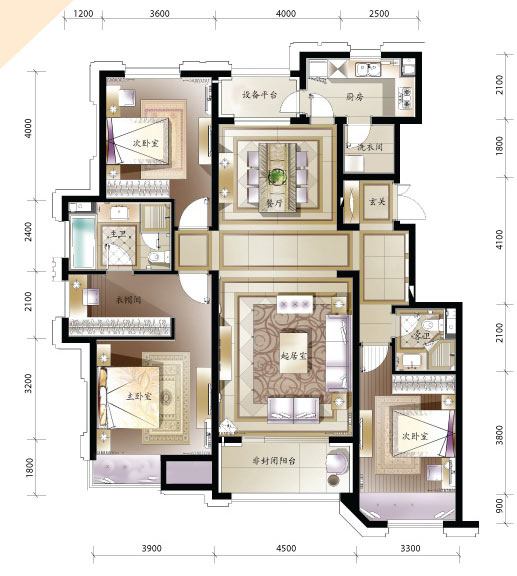 1200 3600 4000 2500
4000
2400
2100
3200
1800
2100
1800
4100
2100
3800
900
设备平台
厨房
次卧室
洗衣间
餐厅
玄关
主卫
衣帽间
客卫
起居室
主卧室
次卧室
非封闭阳台
3900 4500 3300